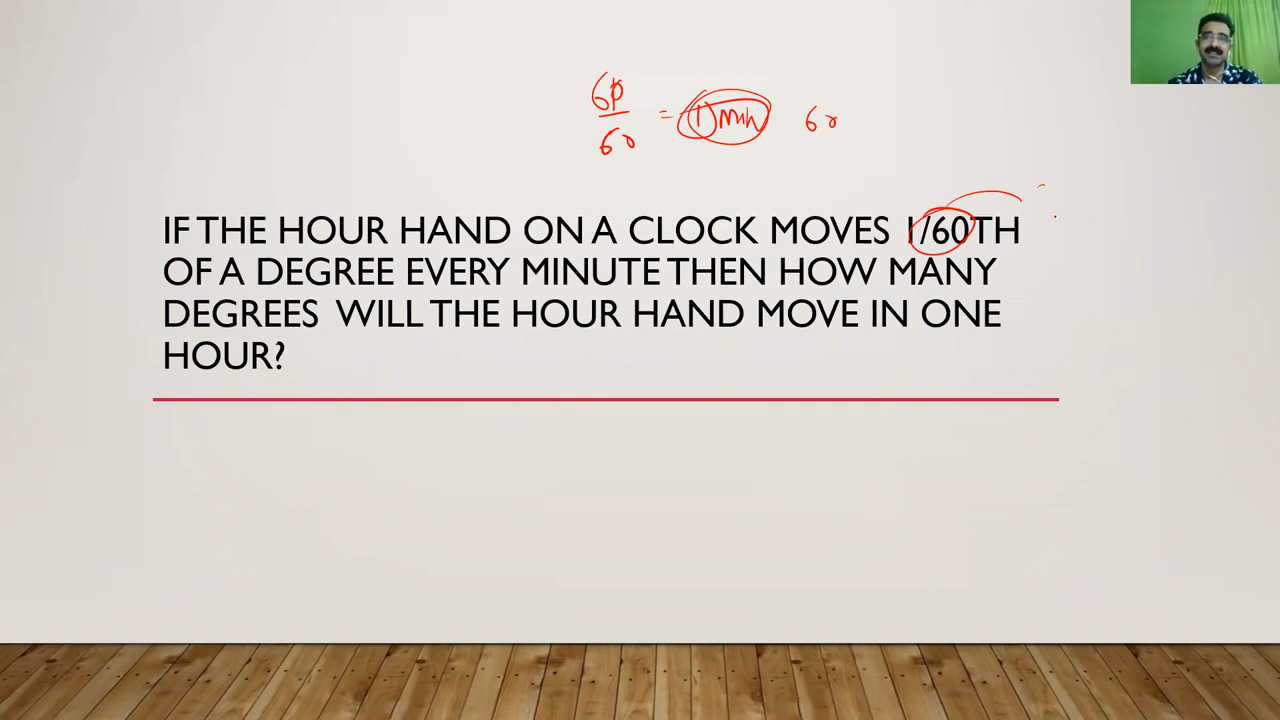 6p
— = 1) min 60
60
IF THE HOUR HAND ON A CLOCK MOVES 1/60TH
OF A DEGREE EVERY MINUTE THEN HOW MANY
DEGREES WILL THE HOUR HAND MOVE IN ONE
HOUR?